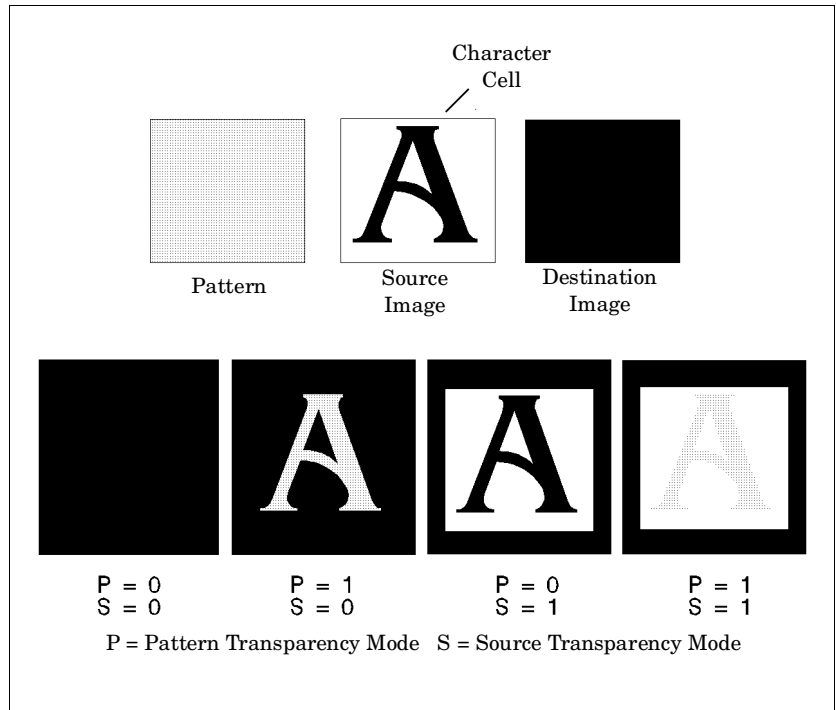 Character
Cell
A
Pattern
Source
Image
Destination
Image
A
A
A
P = 0
S = 0
P = 1
S = 0
P = 0
S = 1
P = 1
S = 1
P = Pattern Transparency Mode S = Source Transparency Mode